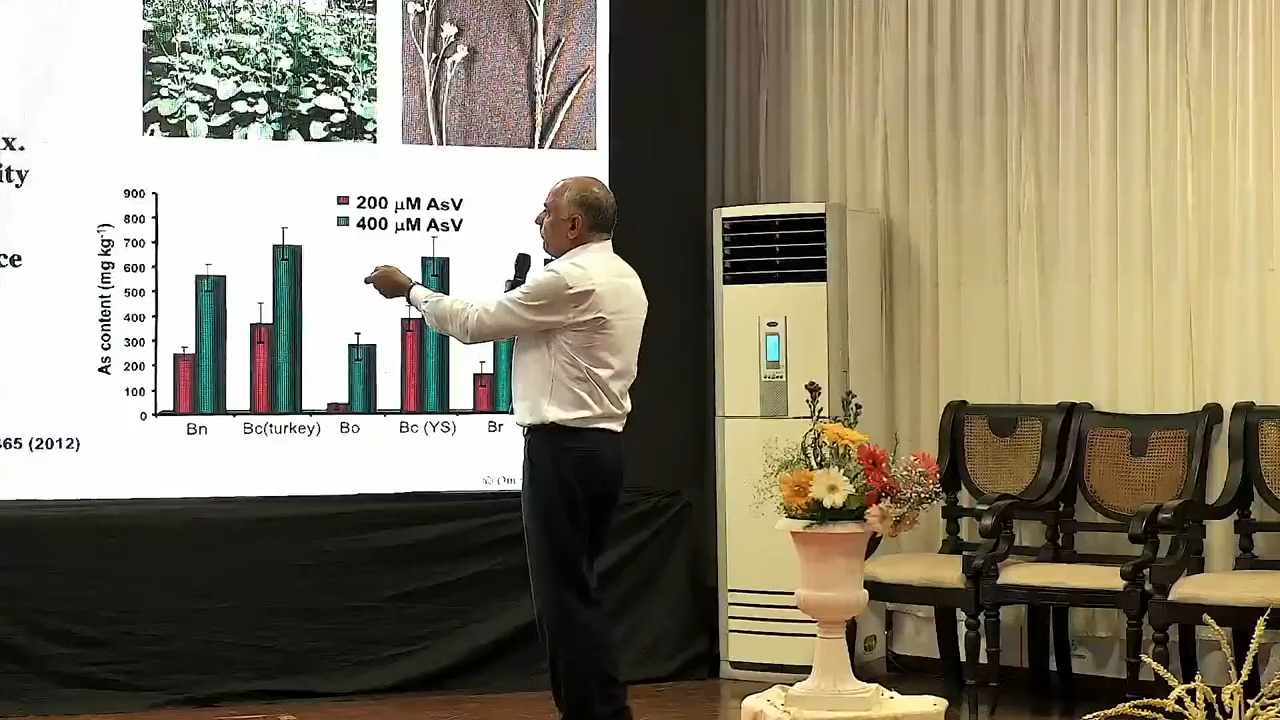 x.
ity
ce
200 µM AsV
400 µM AsV
As content (mg kg⁻¹)
900
800
700
600
500
400
300
200
100
0
Bn Bc(turkey) Bo Bc (YS) Br
65 (2012)
© Om